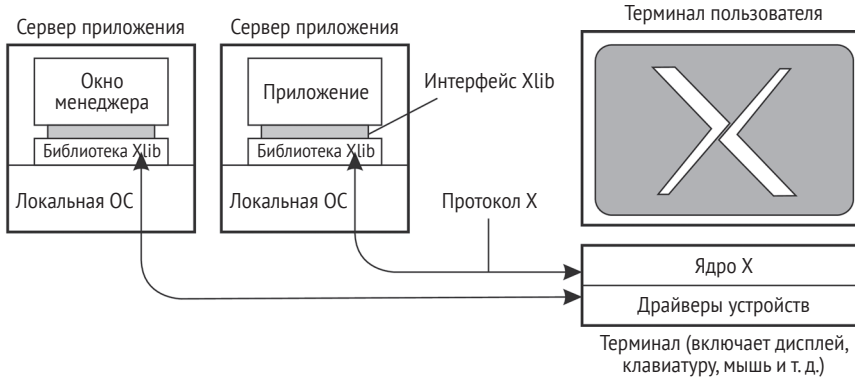 Сервер приложения
Сервер приложения
Терминал пользователя
Окно
менеджера
Приложение
Интерфейс Xlib
Библиотека Xlib
Библиотека Xlib
Локальная ОС
Локальная ОС
Протокол X
Ядро X
Драйверы устройств
Терминал (включает дисплей,
клавиатуру, мышь и т. д.)